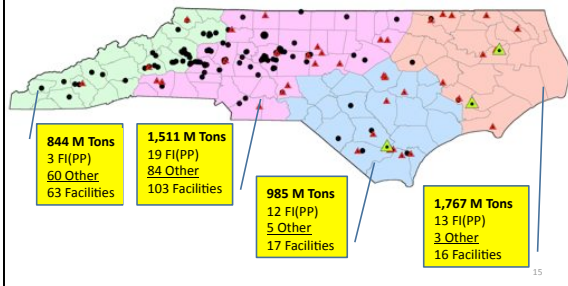 844 M Tons
3 FI(PP)
60 Other
63 Facilities
1,511 M Tons
19 FI(PP)
84 Other
103 Facilities
985 M Tons
12 FI(PP)
5 Other
17 Facilities
1,767 M Tons
13 FI(PP)
3 Other
16 Facilities
15